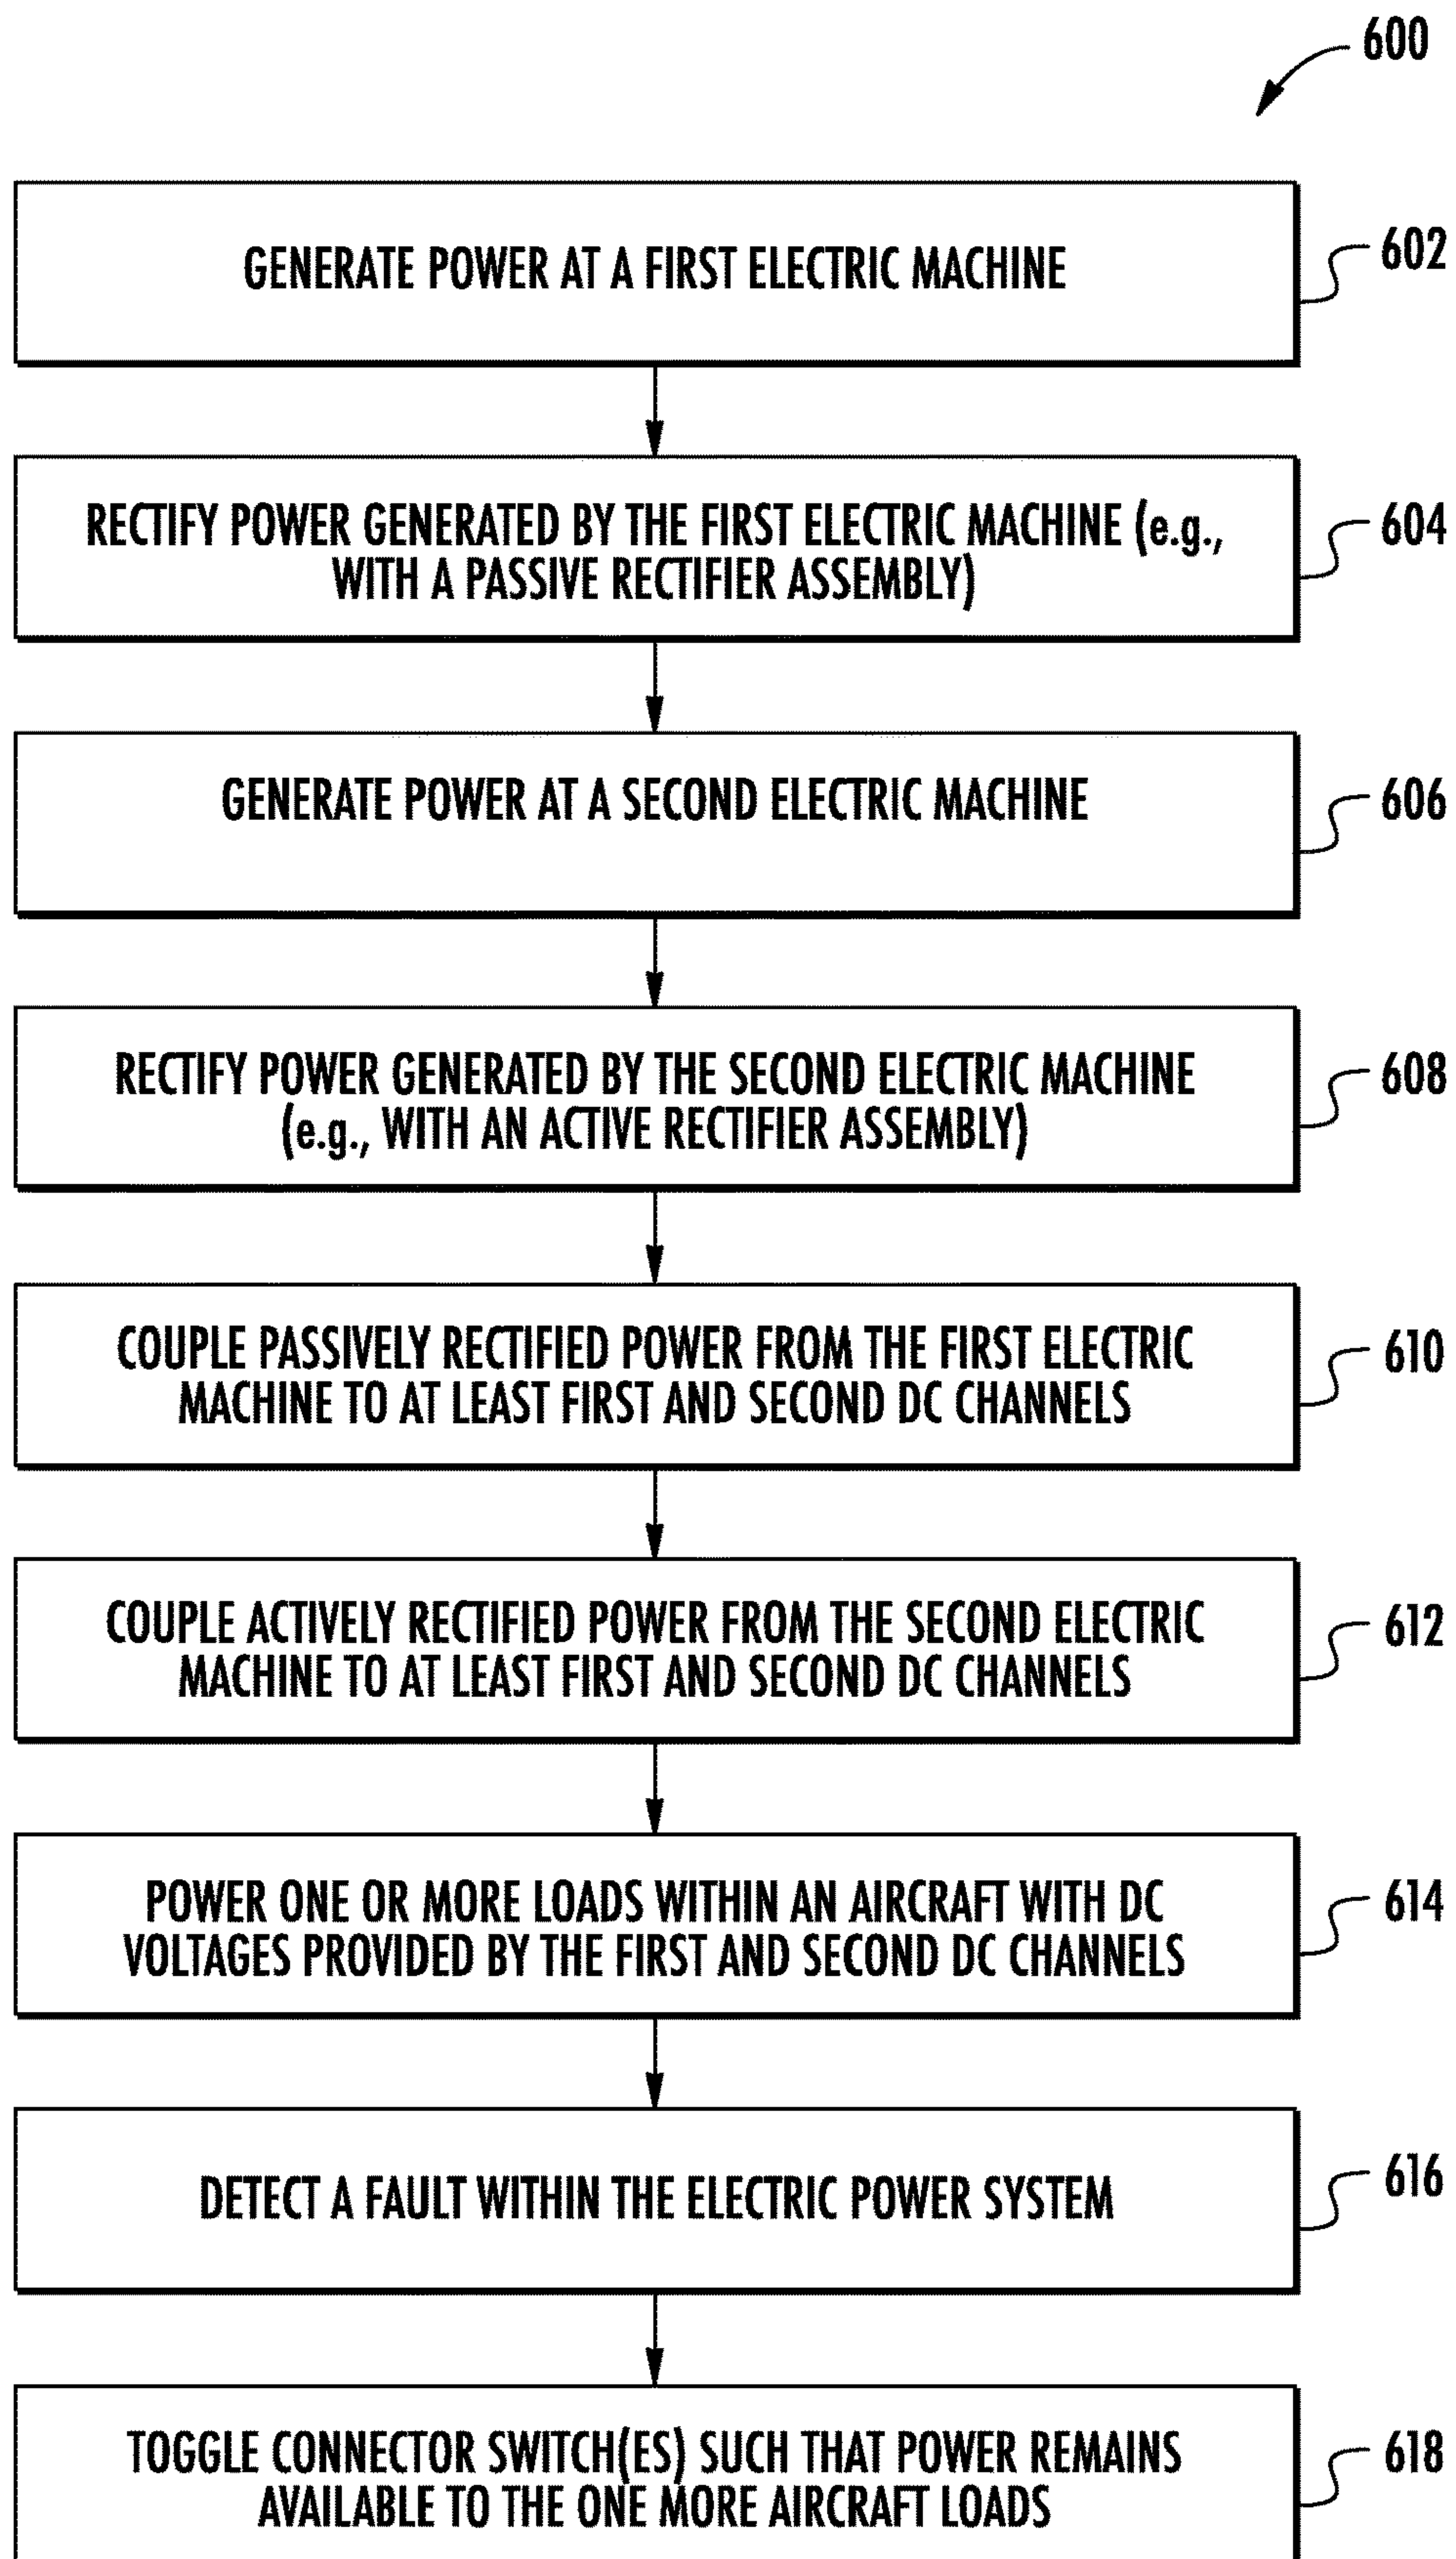 600
GENERATE POWER AT A FIRST ELECTRIC MACHINE
602
RECTIFY POWER GENERATED BY THE FIRST ELECTRIC MACHINE (e.g.,
WITH A PASSIVE RECTIFIER ASSEMBLY)
604
GENERATE POWER AT A SECOND ELECTRIC MACHINE
606
RECTIFY POWER GENERATED BY THE SECOND ELECTRIC MACHINE
(e.g., WITH AN ACTIVE RECTIFIER ASSEMBLY)
608
COUPLE PASSIVELY RECTIFIED POWER FROM THE FIRST ELECTRIC
MACHINE TO AT LEAST FIRST AND SECOND DC CHANNELS
610
COUPLE ACTIVELY RECTIFIED POWER FROM THE SECOND ELECTRIC
MACHINE TO AT LEAST FIRST AND SECOND DC CHANNELS
612
POWER ONE OR MORE LOADS WITHIN AN AIRCRAFT WITH DC
VOLTAGES PROVIDED BY THE FIRST AND SECOND DC CHANNELS
614
DETECT A FAULT WITHIN THE ELECTRIC POWER SYSTEM
616
TOGGLE CONNECTOR SWITCH(ES) SUCH THAT POWER REMAINS
AVAILABLE TO THE ONE MORE AIRCRAFT LOADS
618